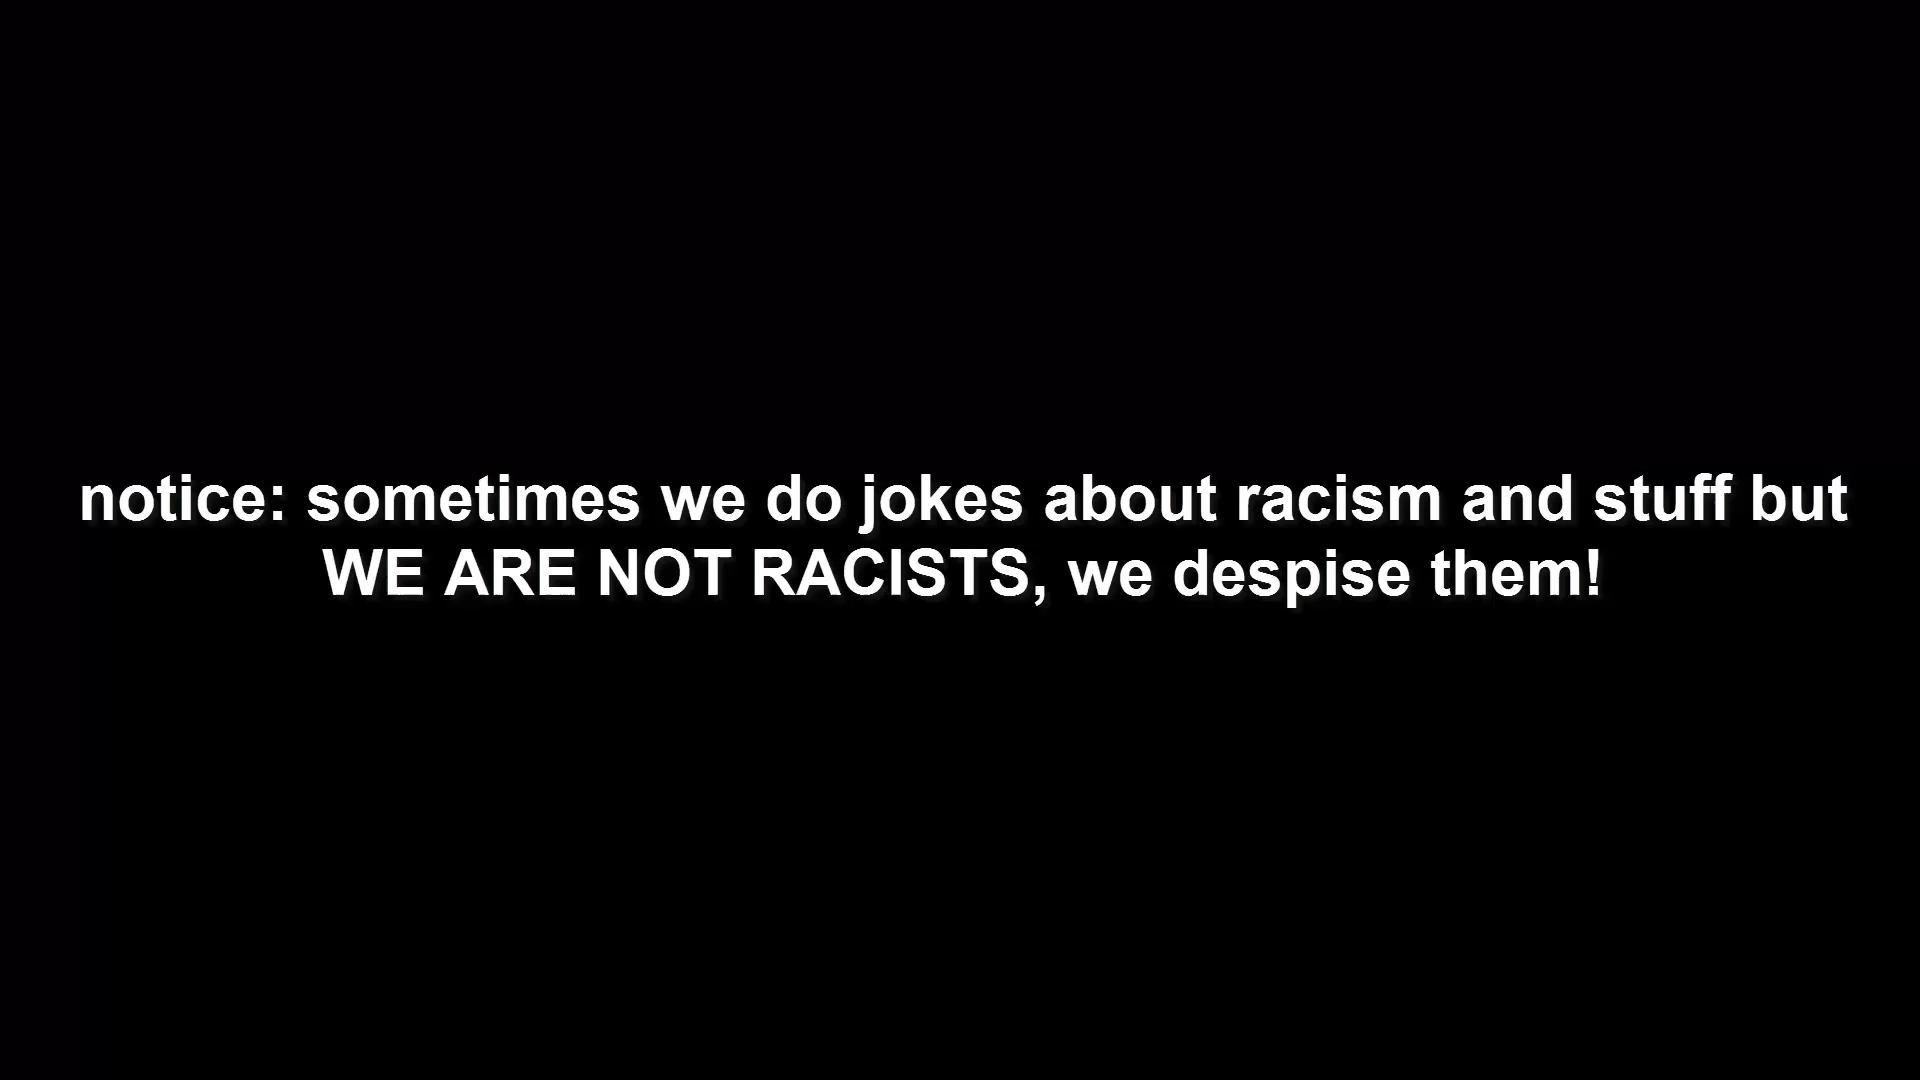 notice: sometimes we do jokes about racism and stuff but
WE ARE NOT RACISTS, we despise them!